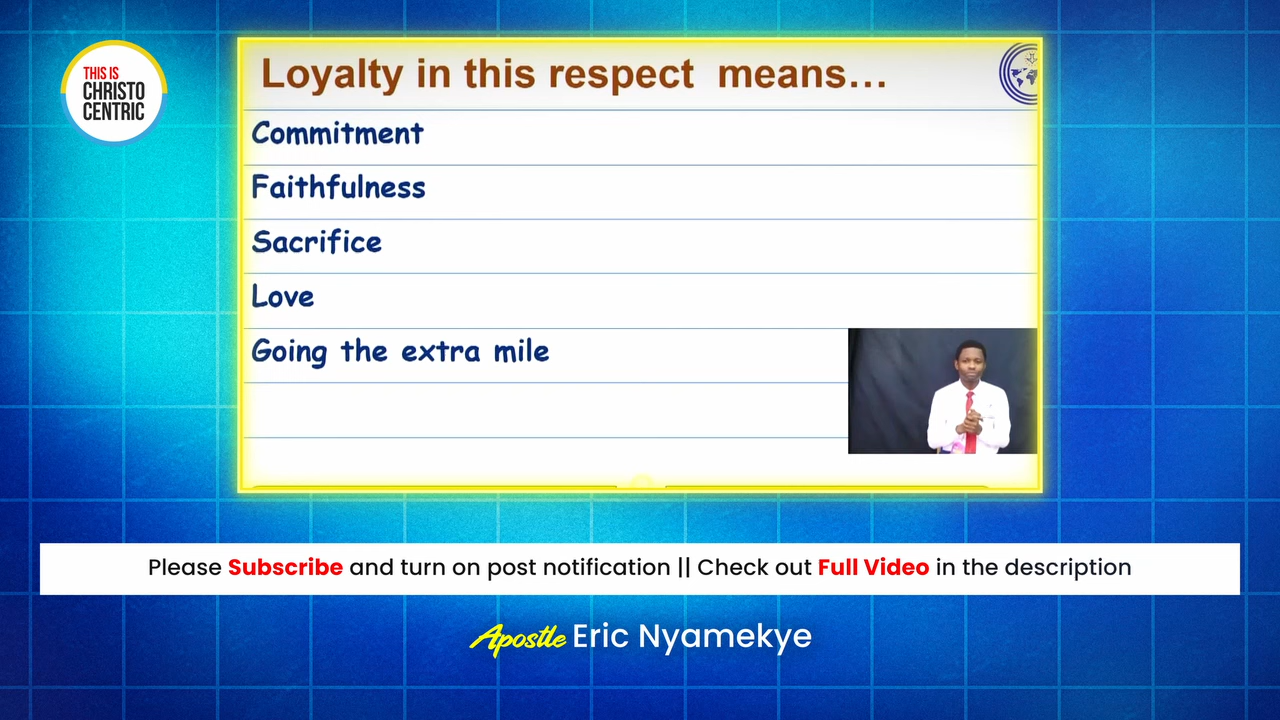 THIS IS
CHRISTO
CENTRIC
Loyalty in this respect means...
Commitment
Faithfulness
Sacrifice
Love
Going the extra mile
Please Subscribe and turn on post notification || Check out Full Video in the description
Apostle Eric Nyamekye